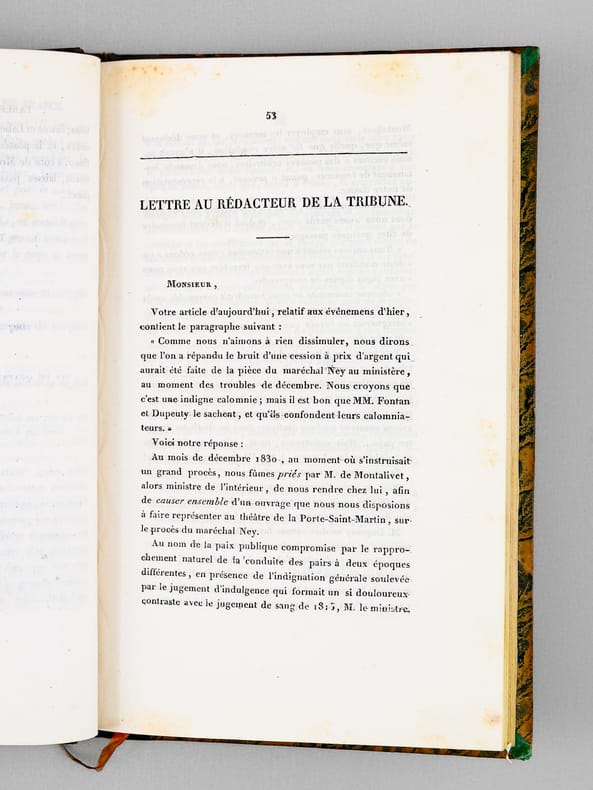 53
LETTRE AU RÉDACTEUR DE LA TRIBUNE.
Monsieur,
Votre article d'aujourd'hui, relatif aux événemens d'hier,
contient le paragraphe suivant :
« Comme nous n'aimons à rien dissimuler, nous dirons
que l'on a répandu le bruit d'une cession à prix d'argent qui
aurait été faite de la pièce du maréchal Ney au ministère,
au moment des troubles de décembre. Nous croyons que
c'est une indigne calomnie ; mais il est bon que MM. Fontan
et Dupeuty le sachent, et qu'ils confondent leurs calomnia-
teurs. »
Voici notre réponse :
Au mois de décembre 1830, au moment où s'instruisait
un grand procès, nous fûmes priés par M. de Montalivet,
alors ministre de l'intérieur, de nous rendre chez lui, afin
de causer ensemble d'un ouvrage que nous nous disposions
à faire représenter au théâtre de la Porte-Saint-Martin, sur
le procès du maréchal Ney.
Au nom de la paix publique compromise par le rappro-
chement naturel de la conduite des pairs à deux époques
différentes, en présence de l'indignation générale soulevée
par le jugement d'indulgence qui formait un si douloureux
contraste avec le jugement de sang de 1815, M. le ministre